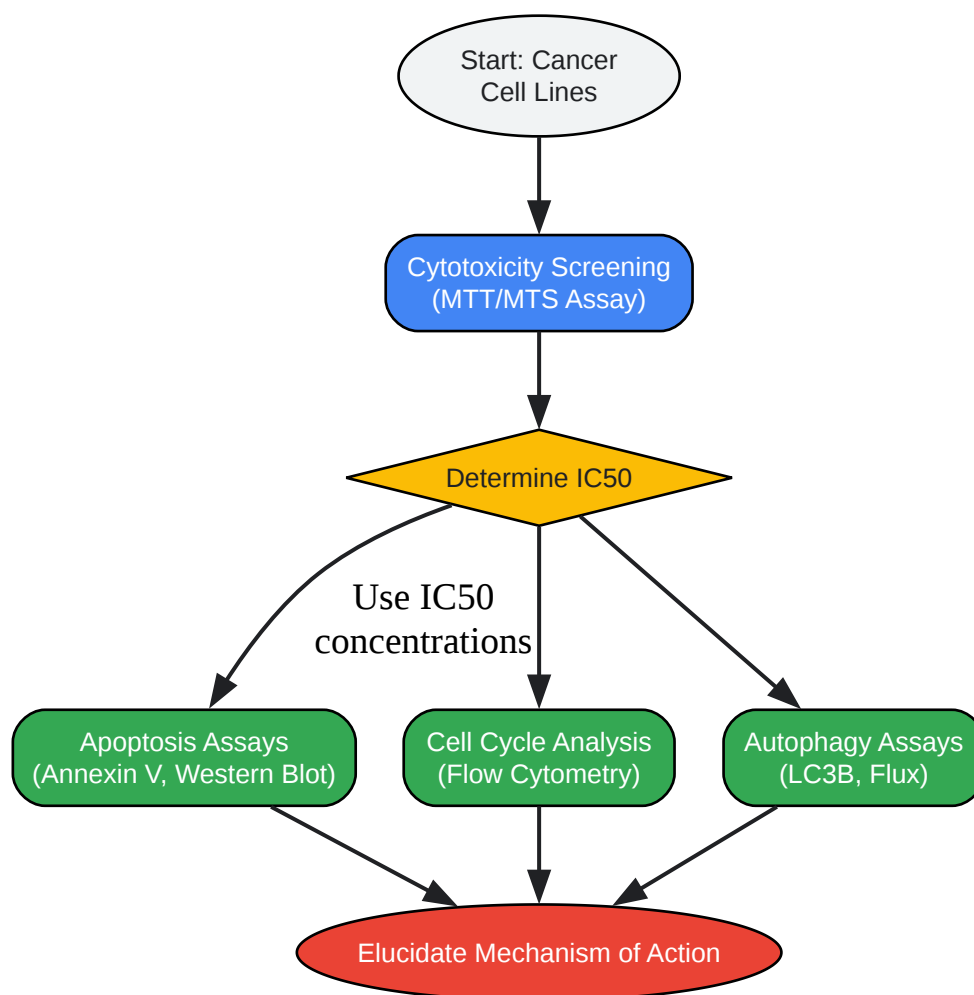 Start: Cancer
Cell Lines
Cytotoxicity Screening
(MTT/MTS Assay)
Determine IC50
Use IC50
concentrations
Apoptosis Assays
(Annexin V, Western Blot)
Cell Cycle Analysis
(Flow Cytometry)
Autophagy Assays
(LC3B, Flux)
Elucidate Mechanism of Action